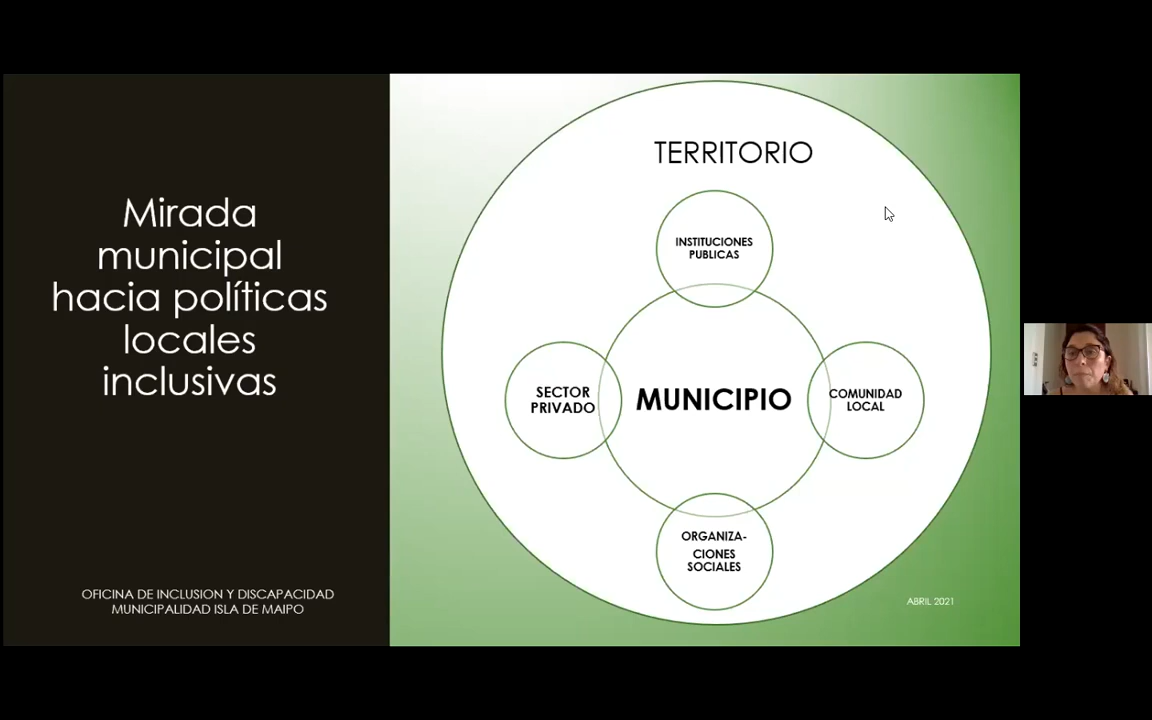 Mirada
municipal
hacia políticas
locales
inclusivas
OFICINA DE INCLUSION Y DISCAPACIDAD
MUNICIPALIDAD ISLA DE MAIPO
TERRITORIO
INSTITUCIONES
PUBLICAS
SECTOR
PRIVADO
MUNICIPIO
COMUNIDAD
LOCAL
ORGANIZA-
CIONES
SOCIALES
ABRIL 2021